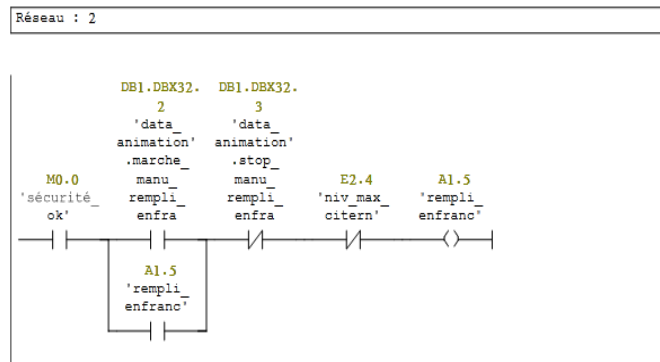 Réseau : 2
DB1.DBX32.
2
'data_
animation'
.marche_
manu_
rempli_
enfra
DB1.DBX32.
3
'data_
animation'
.stop_
manu_
rempli_
enfra
M0.0
'sécurité_
ok'
E2.4
'niv_max_
citern'
A1.5
'rempli_
enfranc'
A1.5
'rempli_
enfranc'